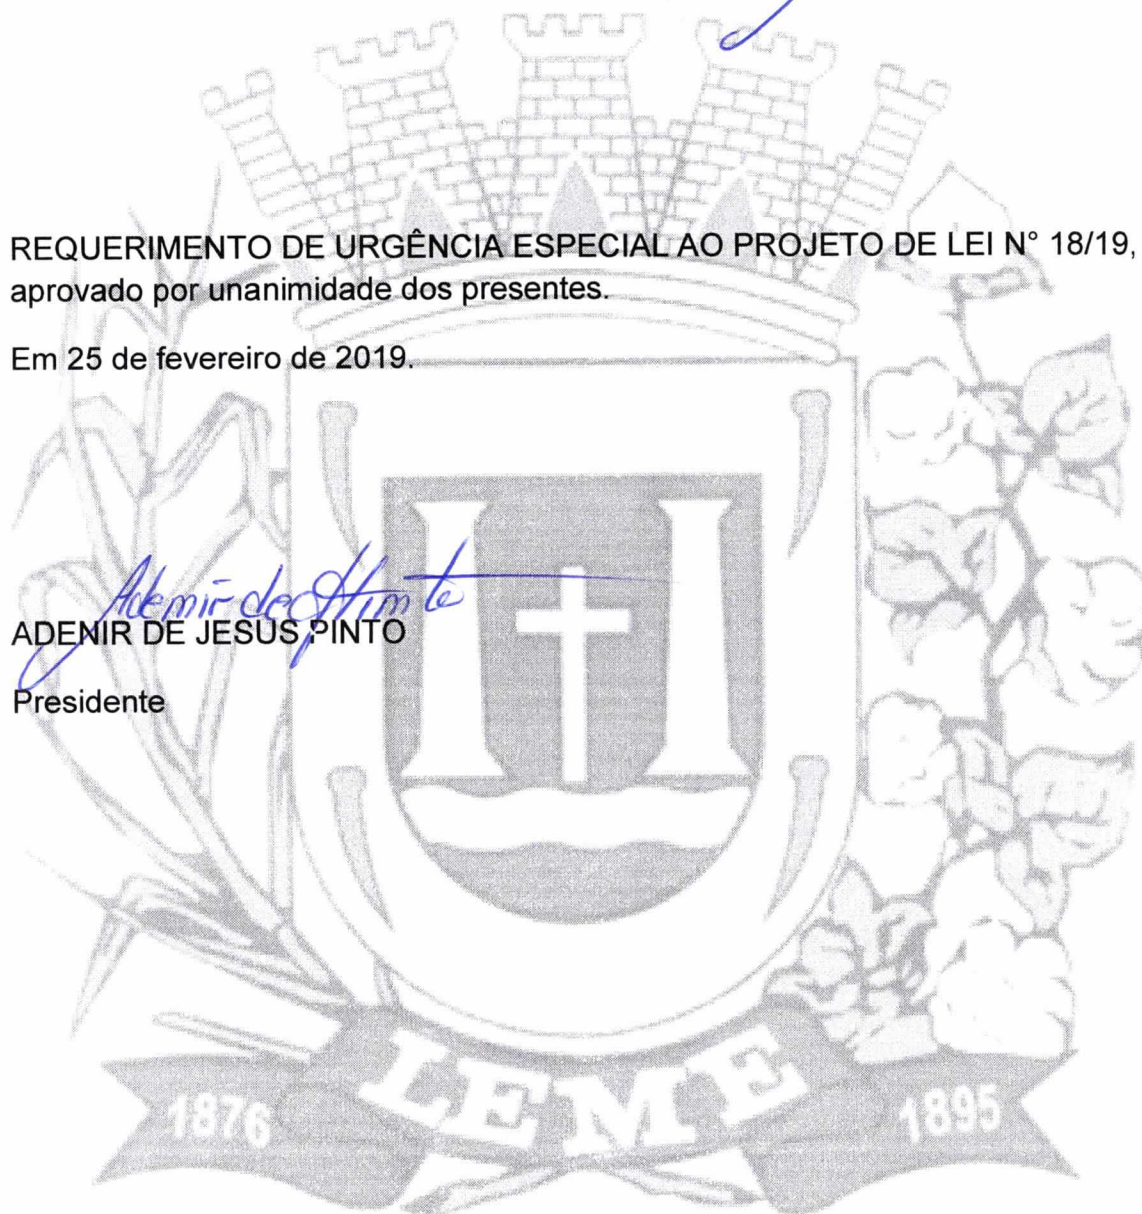 REQUERIMENTO DE URGÊNCIA ESPECIAL AO PROJETO DE LEI N° 18/19,
aprovado por unanimidade dos presentes.
Em 25 de fevereiro de 2019.
ADENIR DE JESUS PINTO
Presidente
LEME
1876
1895